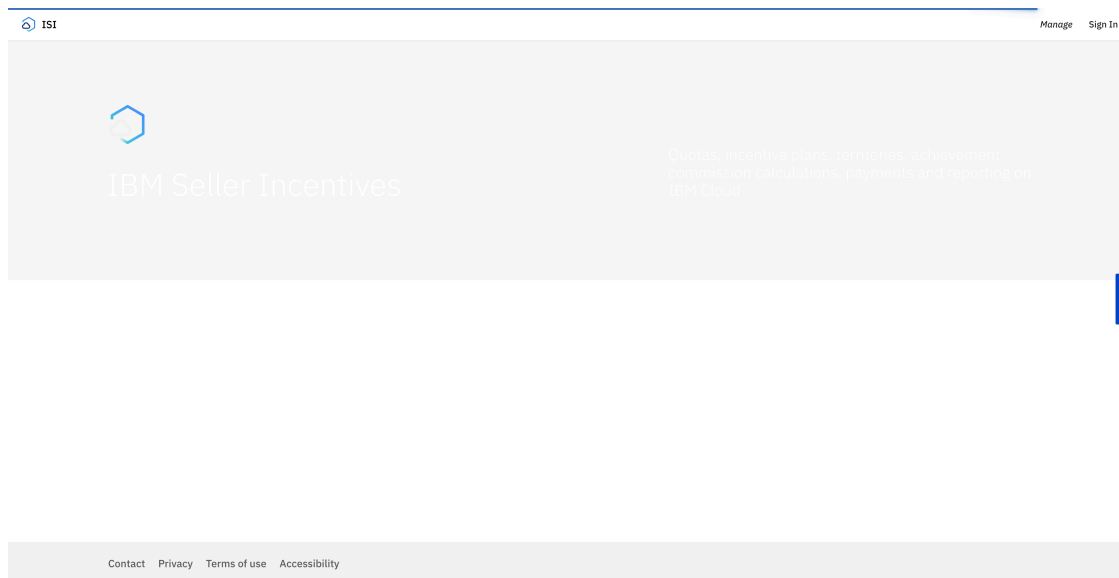 ISI
Manage Sign In
IBM Seller Incentives
Quotas, incentive plans, territories, achievement
commission calculations, payments and reporting on
IBM Cloud
Contact Privacy Terms of use Accessibility